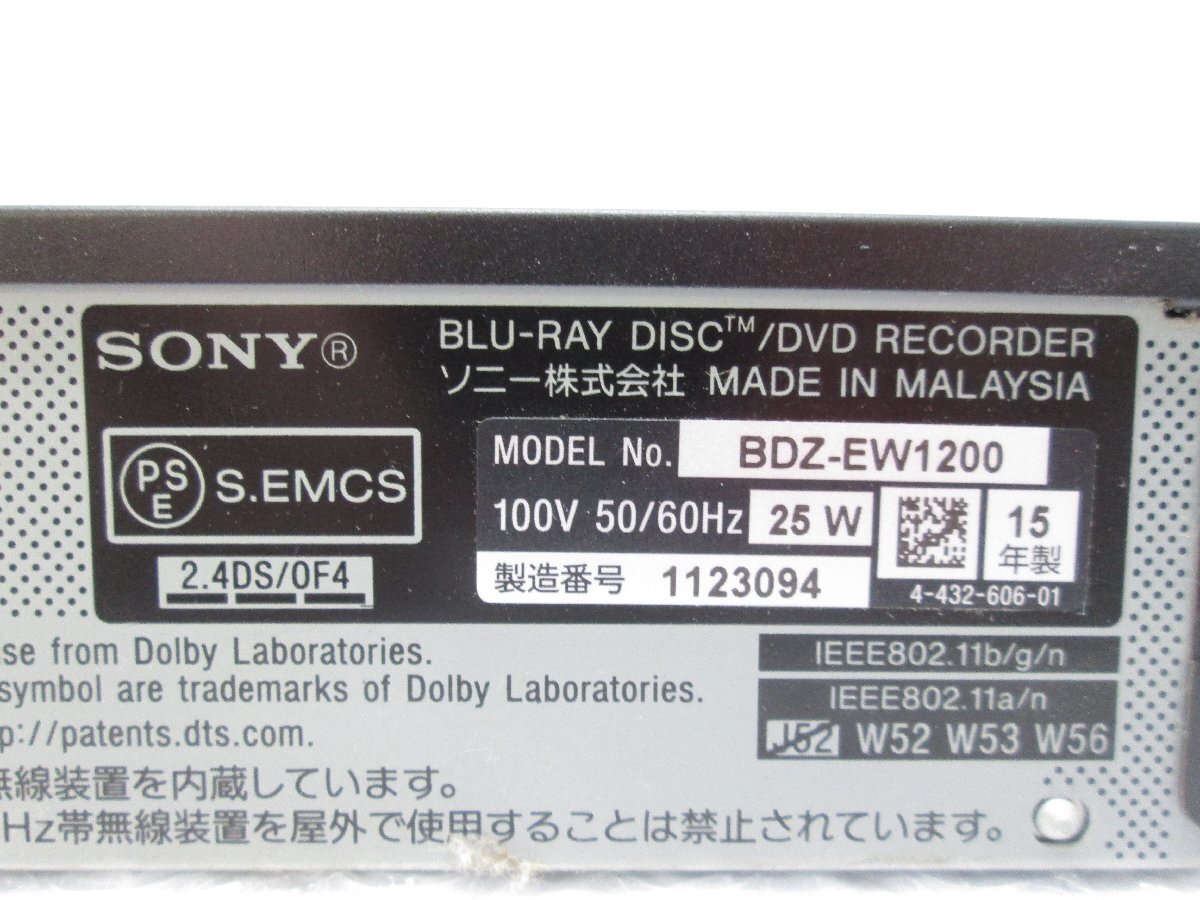 SONY®
BLU-RAY DISC™/DVD RECORDER
ソニー株式会社 MADE IN MALAYSIA
PSE S.EMCS
2.4DS/OF4
MODEL No. BDZ-EW1200
100V 50/60Hz 25 W
15年製
製造番号 1123094
4-432-606-01
from Dolby Laboratories.
symbol are trademarks of Dolby Laboratories.
p://patents.dts.com.
無線装置を内蔵しています。
Hz帯無線装置を屋外で使用することは禁止されています。
IEEE802.11b/g/n
IEEE802.11a/n
J52 W52 W53 W56